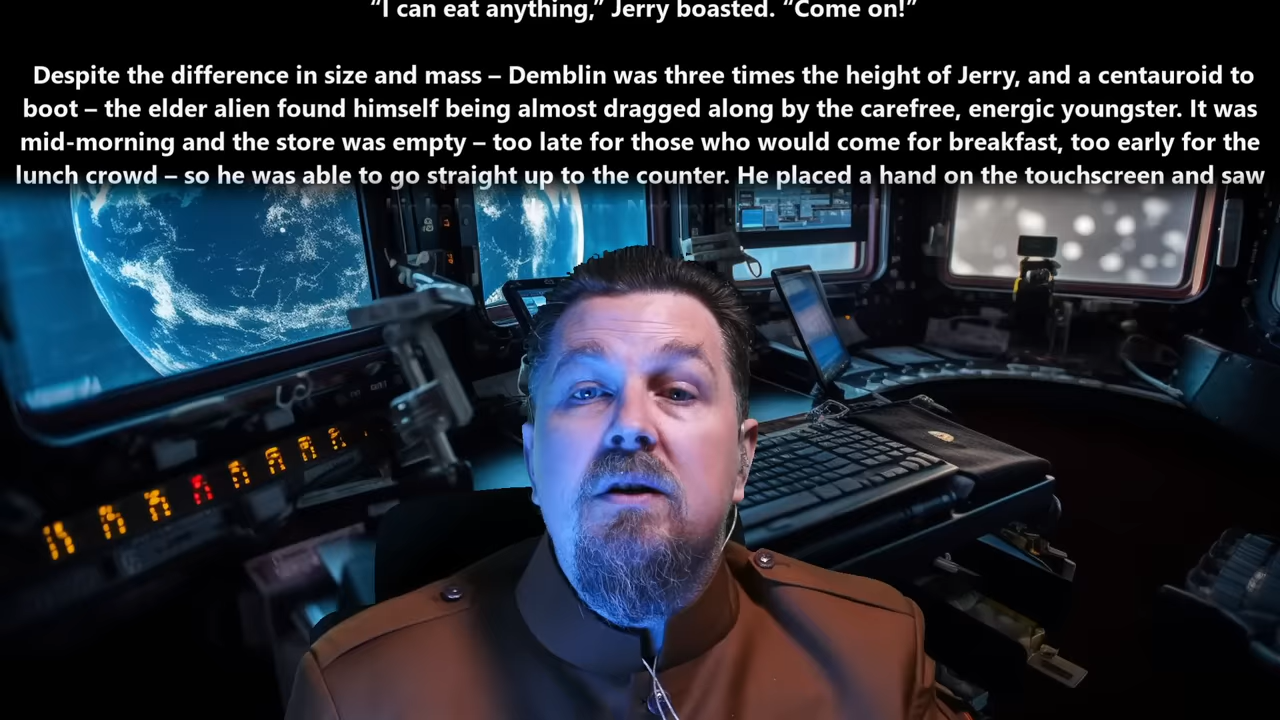 “I can eat anything,” Jerry boasted. “Come on!”
Despite the difference in size and mass – Demblin was three times the height of Jerry, and a centauroid to
boot – the elder alien found himself being almost dragged along by the carefree, energic youngster. It was
mid-morning and the store was empty – too late for those who would come for breakfast, too early for the
lunch crowd – so he was able to go straight up to the counter. He placed a hand on the touchscreen and saw